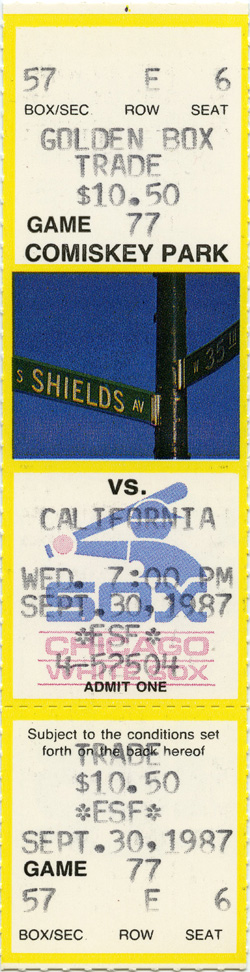 57 E 6
BOX/SEC ROW SEAT
GOLDEN BOX
TRADE
$10.50
GAME 77
COMISKEY PARK
S SHIELDS AV
W 35TH
VS.
CALIFORNIA
WED. 7:00 PM
SEPT.30,1987
SOX
*ESF*
CHICAGO
4-52504
WHITE SOX
ADMIT ONE
Subject to the conditions set
forth on the back hereof
TRADE
$10.50
*ESF*
SEPT.30,1987
GAME 77
57 E 6
BOX/SEC ROW SEAT